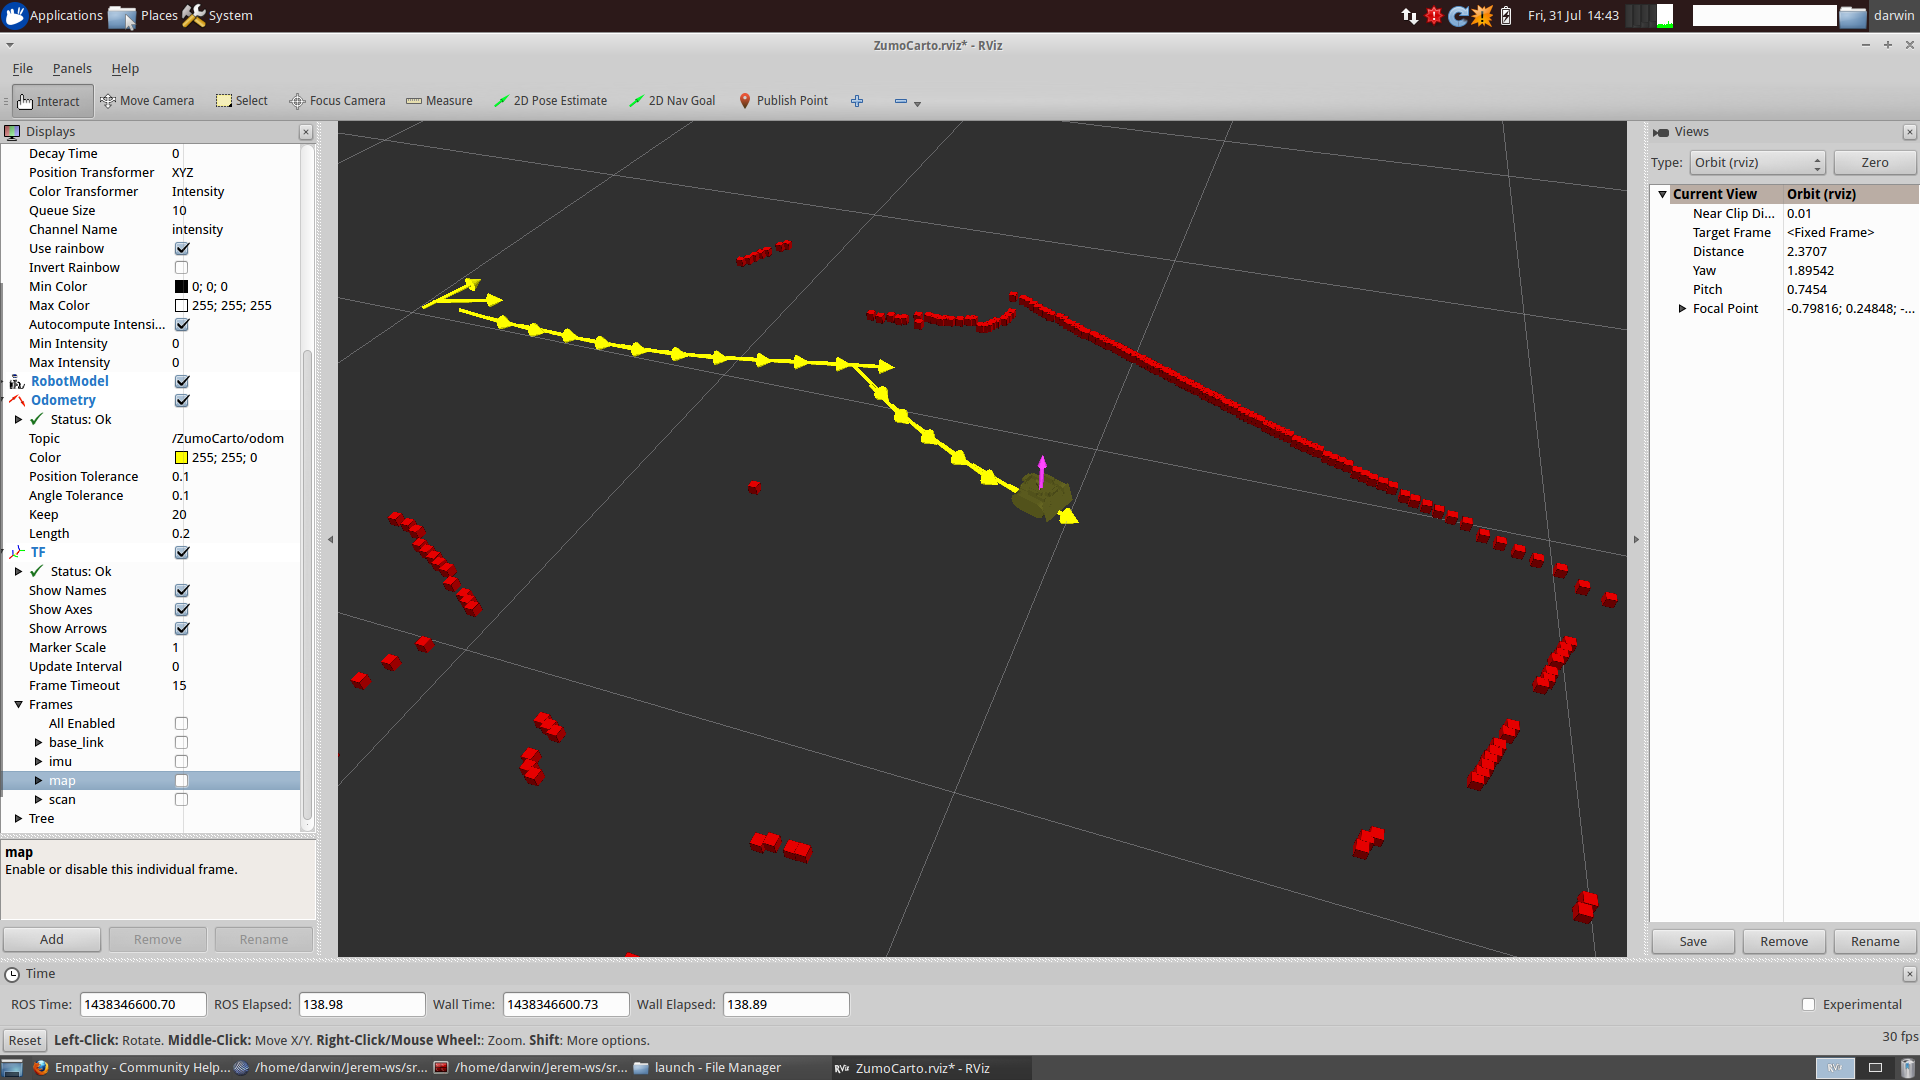 Applications Places System
Fri, 31 Jul 14:43
darwin
ZumoCarto.rviz* - RViz
File Panels Help
Interact Move Camera Select Focus Camera Measure 2D Pose Estimate 2D Nav Goal Publish Point
Displays
Decay Time 0
Position Transformer XYZ
Color Transformer Intensity
Queue Size 10
Channel Name intensity
Use rainbow
Invert Rainbow
Min Color 0; 0; 0
Max Color 255; 255; 255
Autocompute Intensi...
Min Intensity 0
Max Intensity 0
RobotModel
Odometry
Status: Ok
Topic /ZumoCarto/odom
Color 255; 255; 0
Position Tolerance 0.1
Angle Tolerance 0.1
Keep 20
Length 0.2
TF
Status: Ok
Show Names
Show Axes
Show Arrows
Marker Scale 1
Update Interval 0
Frame Timeout 15
Frames
All Enabled
base_link
imu
map
scan
Tree
map
Enable or disable this individual frame.
Add Remove Rename
Views
Type: Orbit (rviz) Zero
Current View Orbit (rviz)
Near Clip Di... 0.01
Target Frame <Fixed Frame>
Distance 2.3707
Yaw 1.89542
Pitch 0.7454
Focal Point -0.79816; 0.24848; -...
Save Remove Rename
Time
ROS Time: 1438346600.70 ROS Elapsed: 138.98 Wall Time: 1438346600.73 Wall Elapsed: 138.89 Experimental
Reset Left-Click: Rotate. Middle-Click: Move X/Y. Right-Click/Mouse Wheel:: Zoom. Shift: More options. 30 fps
Empathy - Community Help... /home/darwin/Jerem-ws/sr... /home/darwin/Jerem-ws/sr... launch - File Manager RViz ZumoCarto.rviz* - RViz RViz